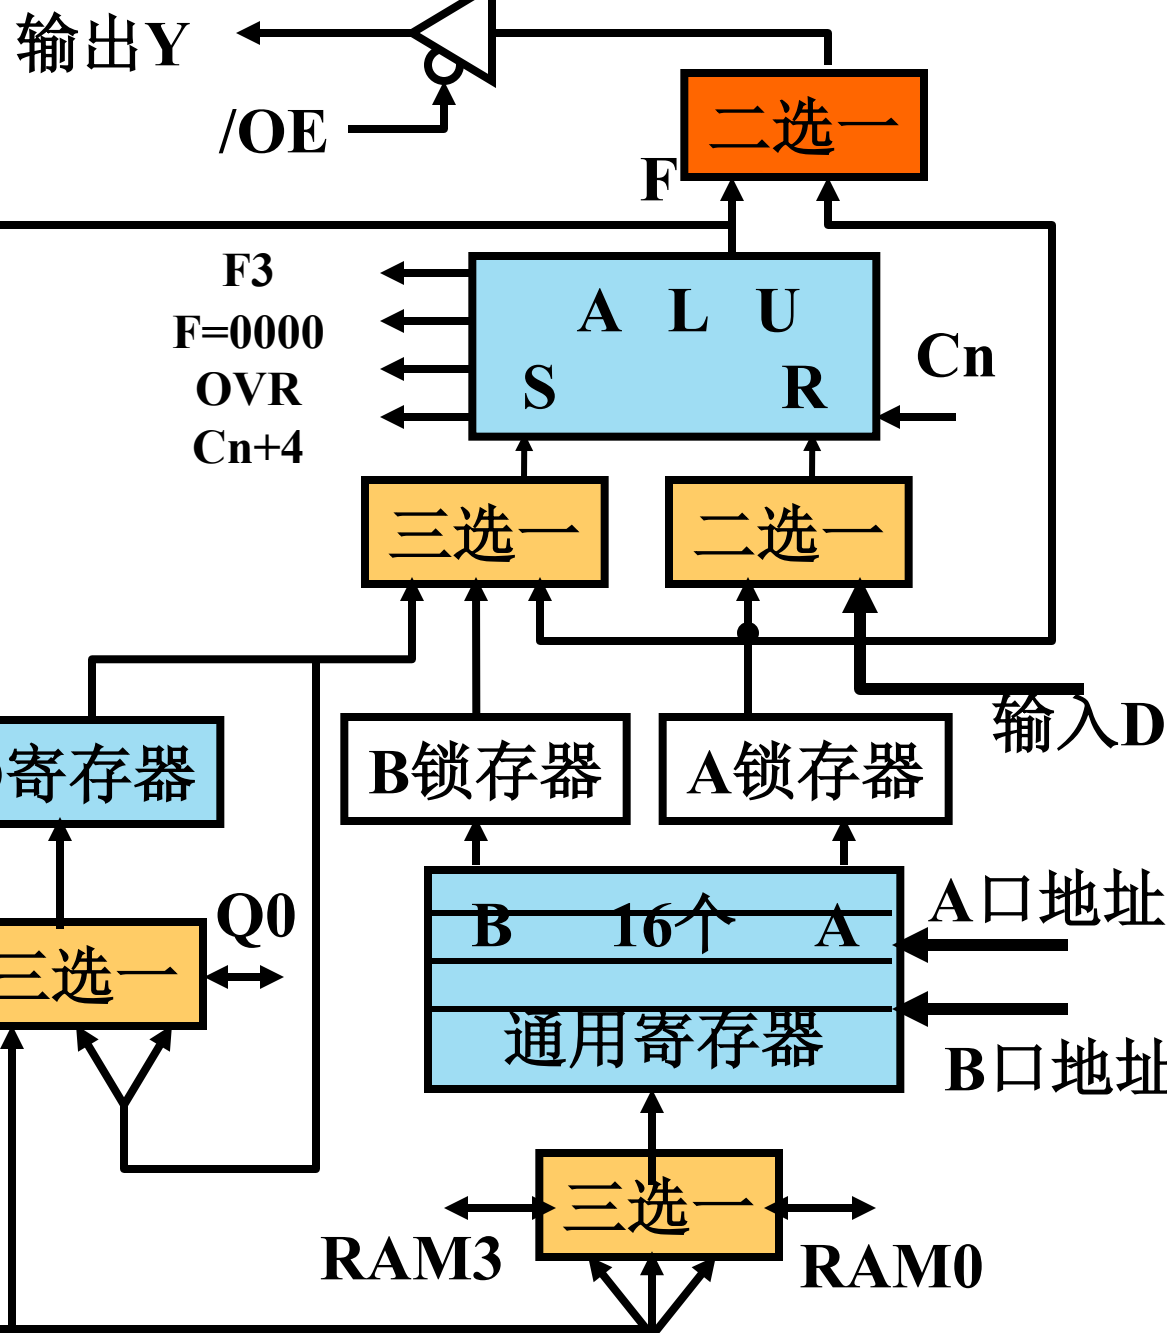 输出Y
/OE
二选一
F
F3
F=0000
OVR
Cn+4
A L U
S R
Cn
三选一
二选一
输入D
寄存器
B锁存器
A锁存器
Q0
三选一
B 16个 A
通用寄存器
A口地址
B口地址
三选一
RAM3
RAM0